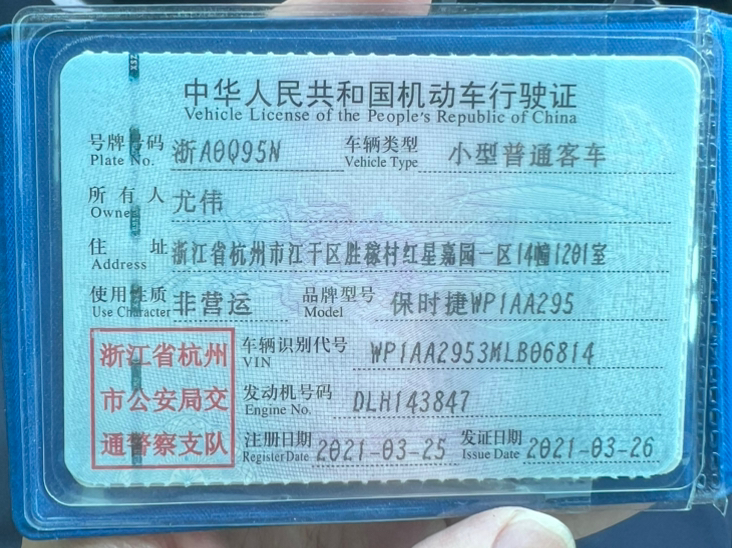 中华人民共和国机动车行驶证
Vehicle License of the People's Republic of China
号牌号码 浙A0Q95N 车辆类型 小型普通客车
Plate No. Vehicle Type
所有人 尤伟
Owner
住址 浙江省杭州市江干区胜稼村红星嘉园一区14幢1201室
Address
使用性质 非营运 品牌型号 保时捷WP1AA295
Use Character Model
浙江省杭州 车辆识别代号 WP1AA2953MLB06814
VIN
市公安局交 发动机号码 DLH143847
Engine No.
通警察支队 注册日期 2021-03-25 发证日期 2021-03-26
Register Date Issue Date